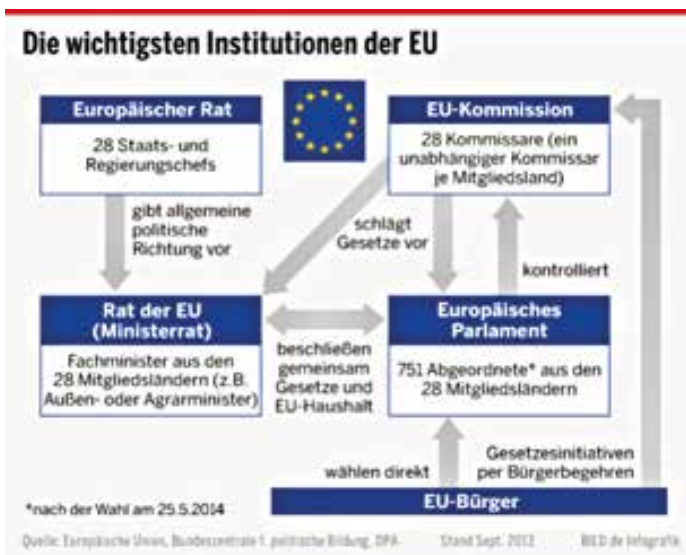 Die wichtigsten Institutionen der EU
Europäischer Rat
28 Staats- und
Regierungschefs
EU-Kommission
28 Kommissare (ein
unabhängiger Kommissar
je Mitgliedsland)
gibt allgemeine
politische
Richtung vor
schlägt
Gesetze vor
kontrolliert
Rat der EU
(Ministerrat)
Fachminister aus den
28 Mitgliedsländern (z.B.
Außen- oder Agrarminister)
beschließen
gemeinsam
Gesetze und
EU-Haushalt
Europäisches
Parlament
751 Abgeordnete* aus den
28 Mitgliedsländern
wählen direkt
Gesetzesinitiativen
per Bürgerbegehren
EU-Bürger
*nach der Wahl am 25.5.2014
Quelle: Europäische Union, Bundeszentrale f. politische Bildung, DPA
Stand Sept. 2013
BILD.de Infografik